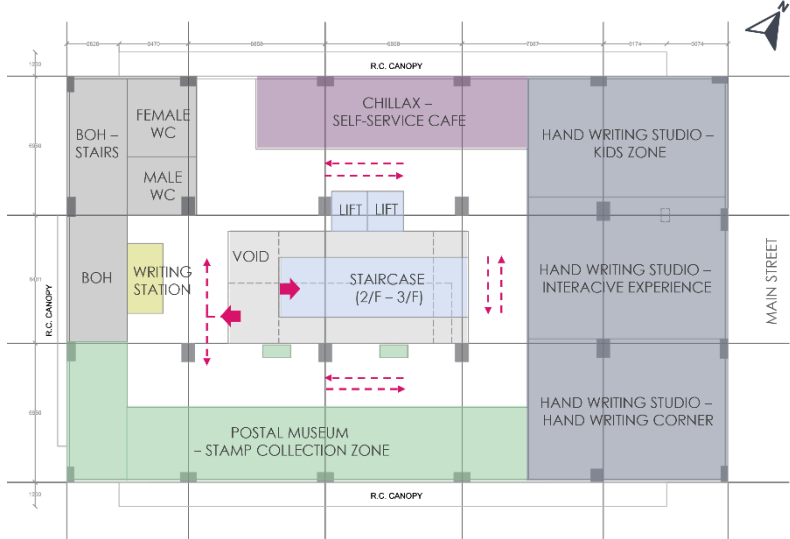 N
R.C. CANOPY
CHILLAX –
SELF-SERVICE CAFE
FEMALE
WC
BOH –
STAIRS
MALE
WC
HAND WRITING STUDIO –
KIDS ZONE
LIFT
LIFT
VOID
BOH
WRITING
STATION
STAIRCASE
(2/F – 3/F)
HAND WRITING STUDIO –
INTERACIVE EXPERIENCE
MAIN STREET
R.C. CANOPY
HAND WRITING STUDIO –
HAND WRITING CORNER
POSTAL MUSEUM
– STAMP COLLECTION ZONE
R.C. CANOPY